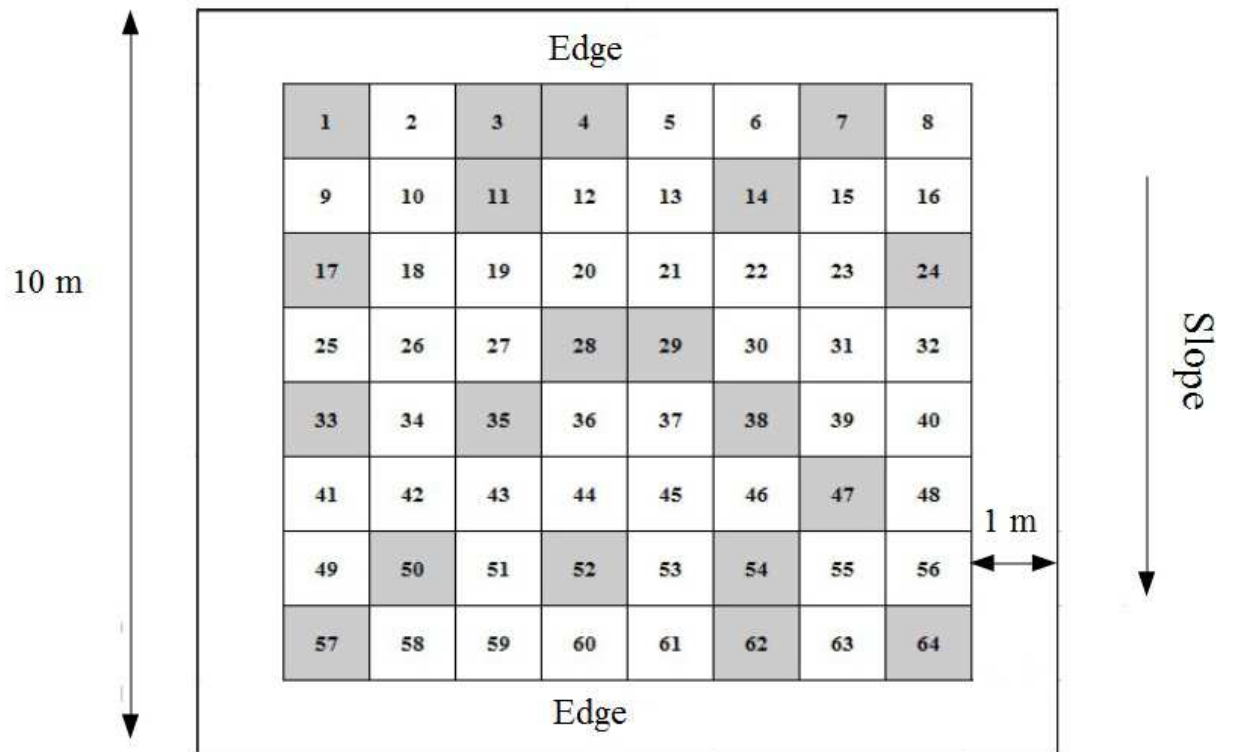 Edge
1 2 3 4 5 6 7 8
9 10 11 12 13 14 15 16
10 m
17 18 19 20 21 22 23 24
25 26 27 28 29 30 31 32
Slope
33 34 35 36 37 38 39 40
41 42 43 44 45 46 47 48
1 m
49 50 51 52 53 54 55 56
57 58 59 60 61 62 63 64
Edge